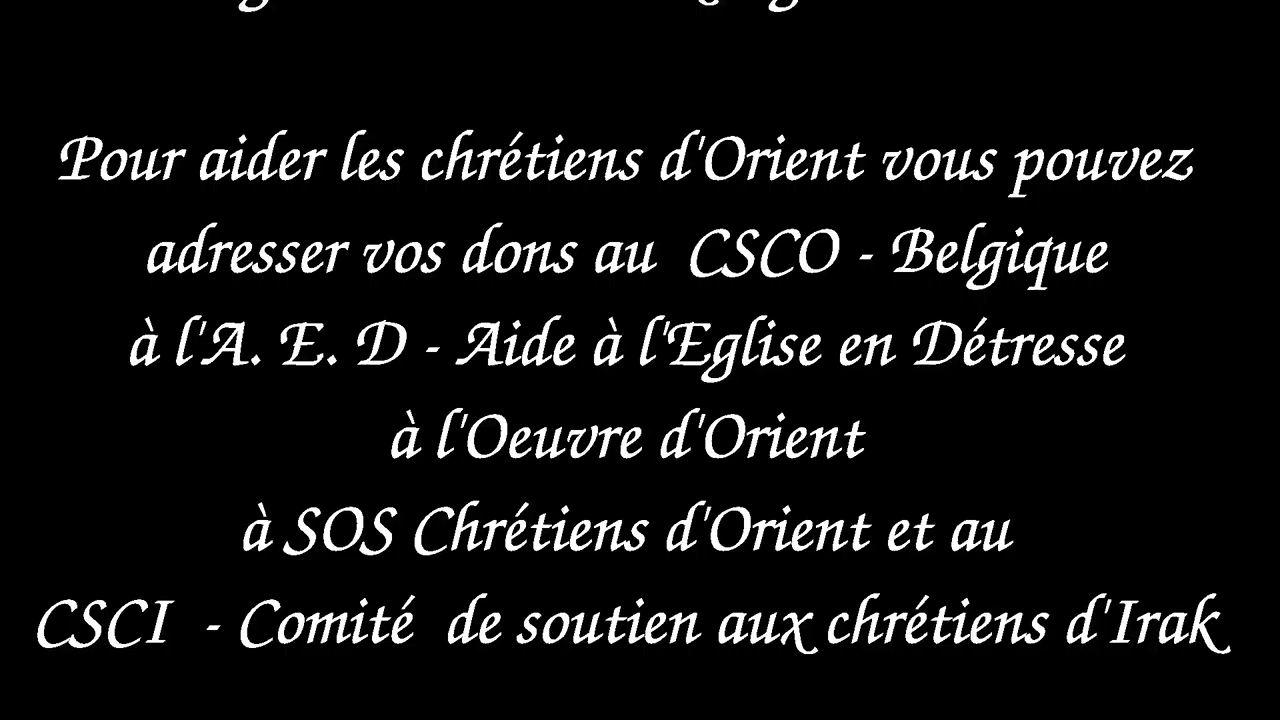 Pour aider les chrétiens d'Orient vous pouvez
adresser vos dons au CSCO - Belgique
à l'A. E. D - Aide à l'Eglise en Détresse
à l'Oeuvre d'Orient
à SOS Chrétiens d'Orient et au
CSCI - Comité de soutien aux chrétiens d'Irak